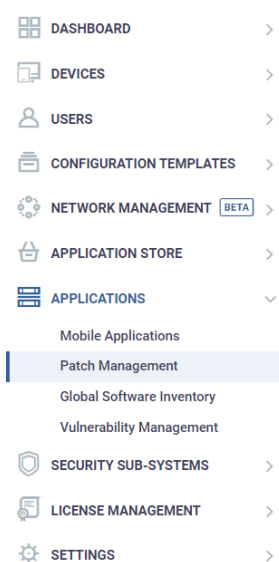 DASHBOARD
DEVICES
USERS
CONFIGURATION TEMPLATES
NETWORK MANAGEMENT BETA
APPLICATION STORE
APPLICATIONS
Mobile Applications
Patch Management
Global Software Inventory
Vulnerability Management
SECURITY SUB-SYSTEMS
LICENSE MANAGEMENT
SETTINGS